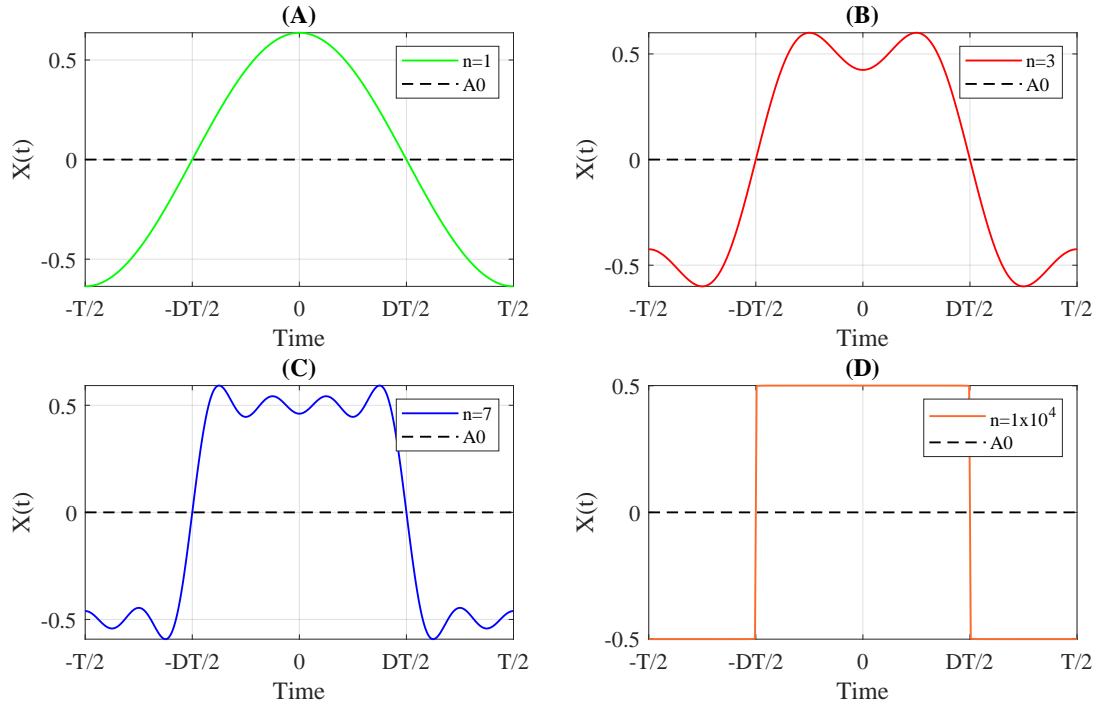 (A)
X(t)
0.5
0
-0.5
n=1
A0
-T/2 -DT/2 0 DT/2 T/2
Time
(B)
X(t)
0.5
0
-0.5
n=3
A0
-T/2 -DT/2 0 DT/2 T/2
Time
(C)
X(t)
0.5
0
-0.5
n=7
A0
-T/2 -DT/2 0 DT/2 T/2
Time
(D)
X(t)
0.5
0
-0.5
n=1x10⁴
A0
-T/2 -DT/2 0 DT/2 T/2
Time